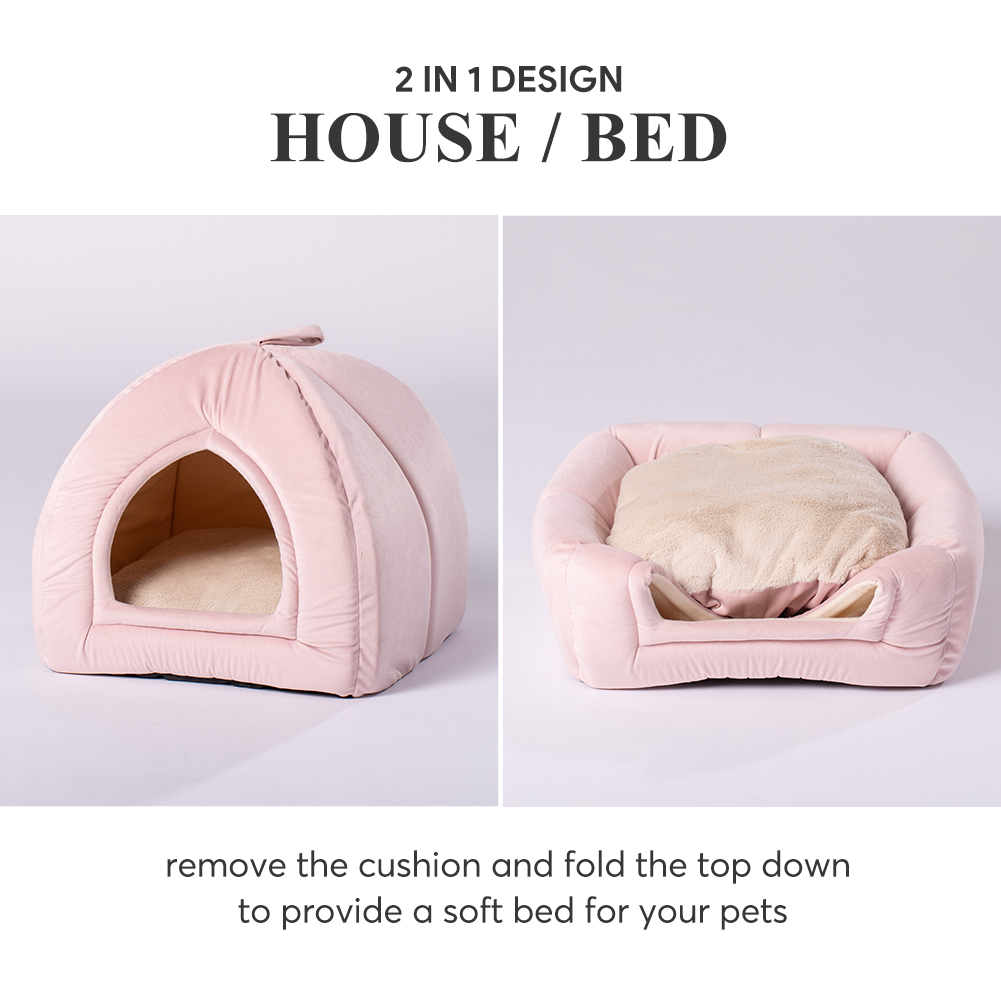 2 IN 1 DESIGN
HOUSE / BED
remove the cushion and fold the top down
to provide a soft bed for your pets